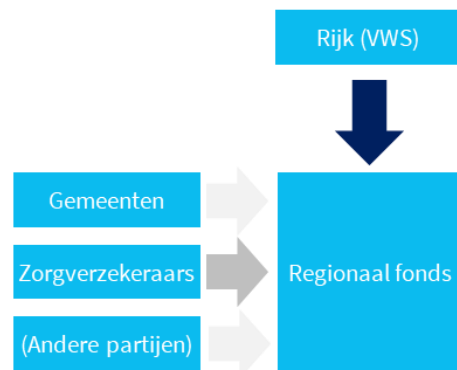 Rijk (VWS)
Gemeenten
Zorgverzekeraars
Regionaal fonds
(Andere partijen)